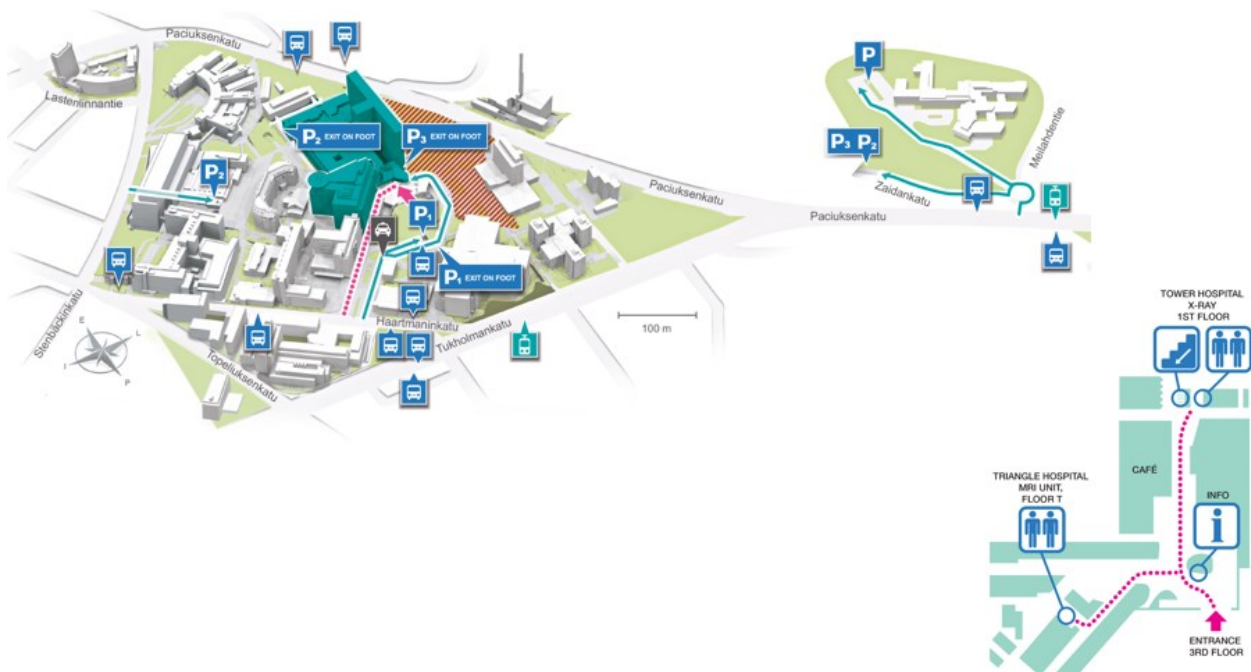 Paciuksenkatu
Lastenlinnantie
P2 EXIT ON FOOT
P3 EXIT ON FOOT
P2
P1
P1 EXIT ON FOOT
Paciuksenkatu
Stenbäckinkatu
Topeliuksenkatu
Haartmaninkatu
Tukholmankatu
100 m
E
L
I
P
P
P3 P2
Meilahdentie
Zaidankatu
Paciuksenkatu
TOWER HOSPITAL
X-RAY
1ST FLOOR
CAFÉ
TRIANGLE HOSPITAL
MRI UNIT,
FLOOR T
INFO
i
ENTRANCE
3RD FLOOR